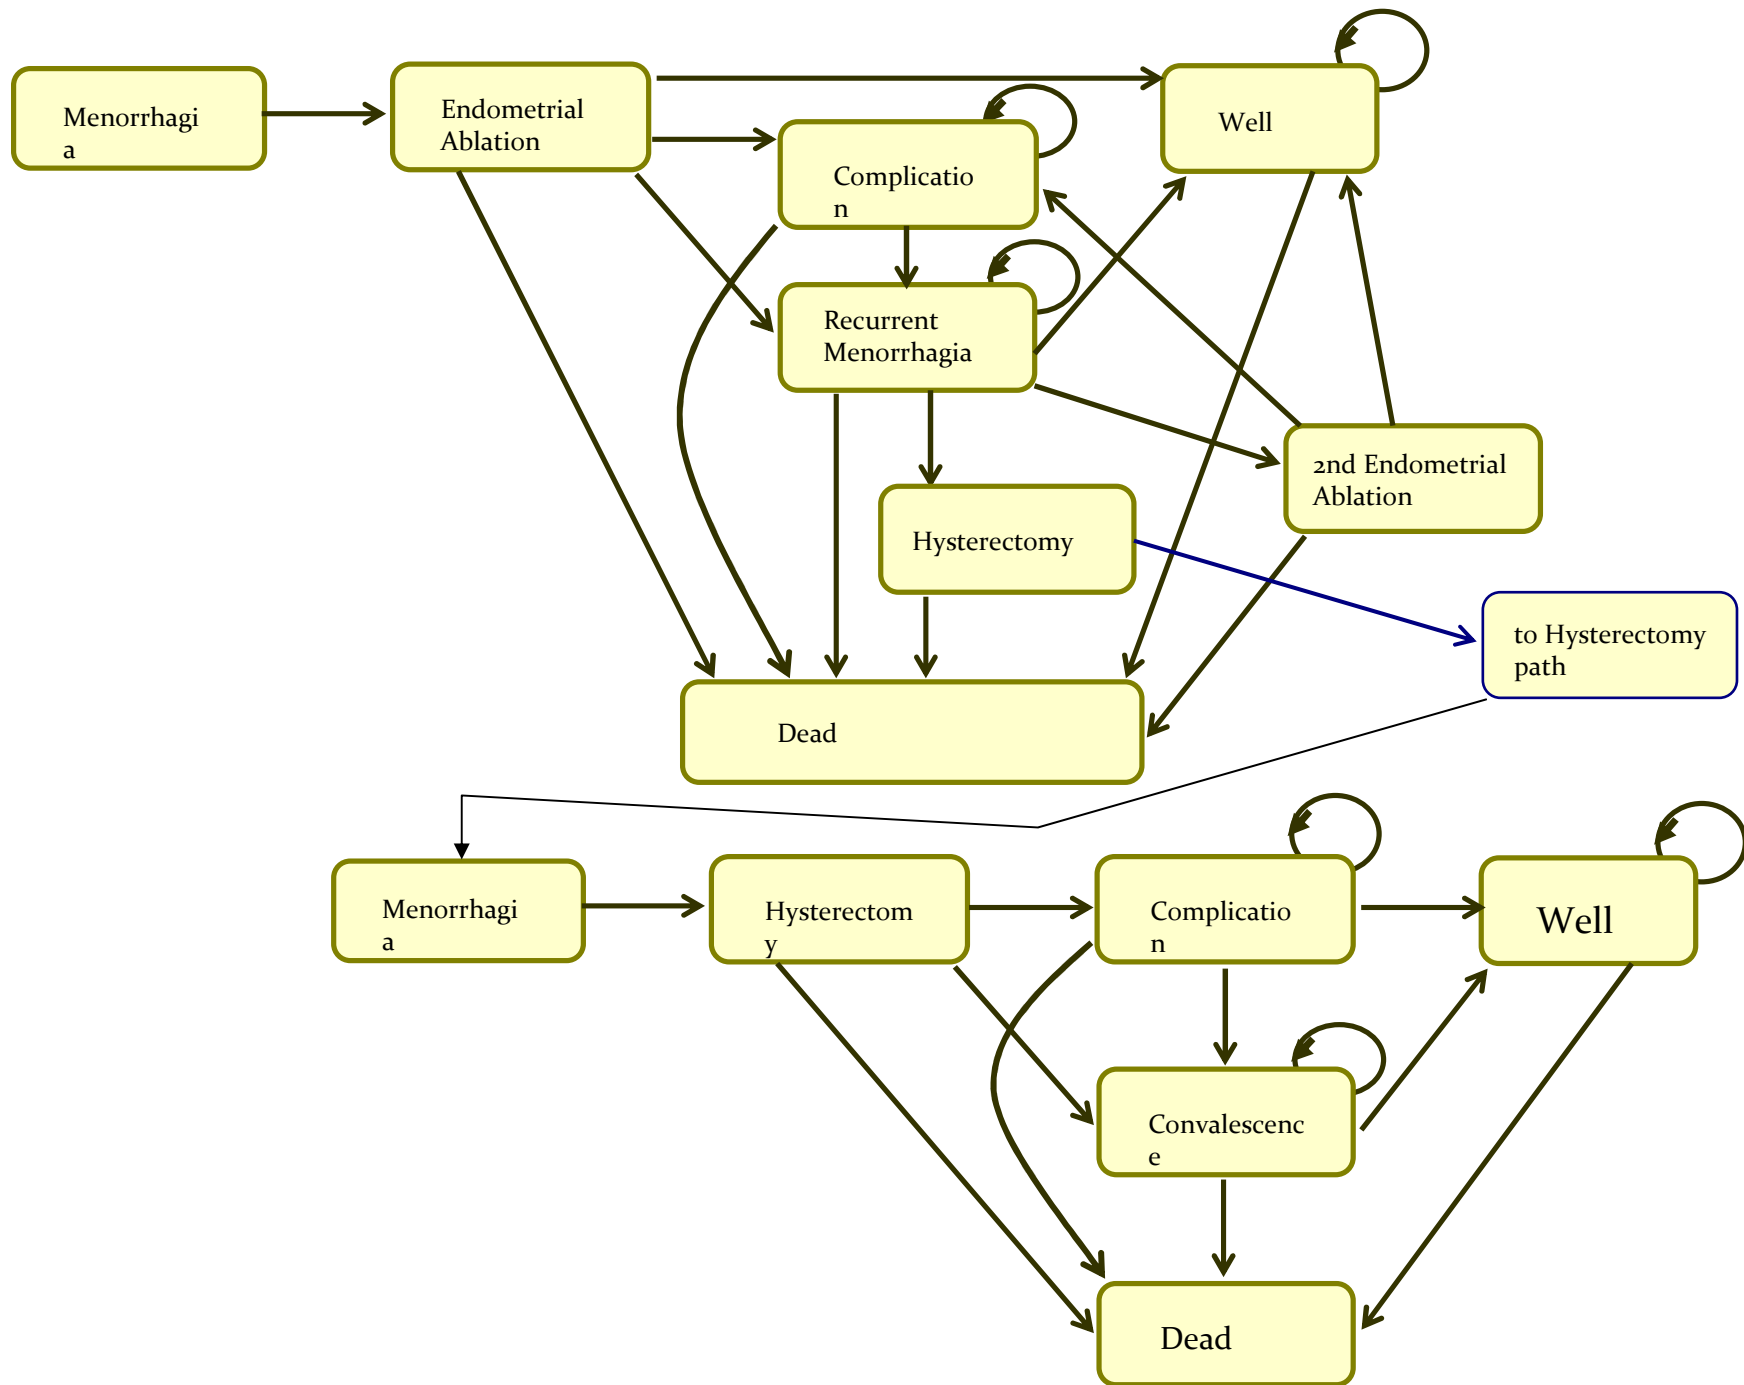 Menorrhagi
a
Endometrial
Ablation
Well
Complicatio
n
Recurrent
Menorrhagia
2nd Endometrial
Ablation
Hysterectomy
to Hysterectomy
path
Dead
Menorrhagi
a
Hysterectom
y
Complicatio
n
Well
Convalescenc
e
Dead